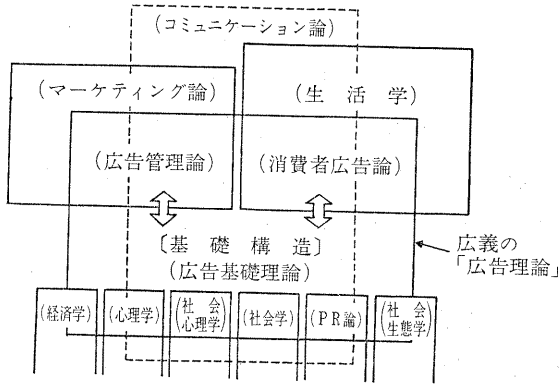 (コミュニケーション論)
(マーケティング論)
(生 活 学)
(広告管理論)
(消費者広告論)
〔基 礎 構 造〕
(広告基礎理論)
広義の
「広告理論」
(経済学)
(心理学)
(社 会
心理学)
(社会学)
(PR論)
(社 会
生態学)